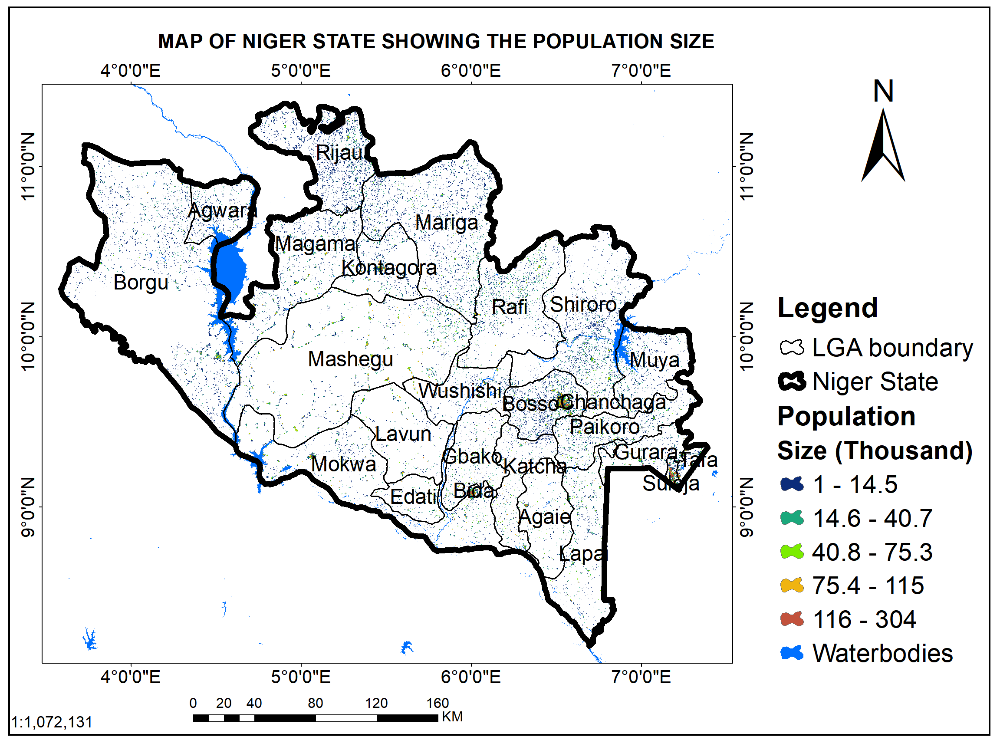 MAP OF NIGER STATE SHOWING THE POPULATION SIZE
4°0'0"E 5°0'0"E 6°0'0"E 7°0'0"E
N
11°0'0"N 11°0'0"N
10°0'0"N 10°0'0"N
9°0'0"N 9°0'0"N
Rijau
Agwara
Mariga
Magama
Kontagora
Borgu
Rafi
Shiroro
Mashegu
Muya
Wushishi
Bosso
Chanchaga
Paikoro
Lavun
Gbako
Gurara
Tafa
Mokwa
Katcha
Suleja
Bida
Edati
Agaie
Lapai
Legend
LGA boundary
Niger State
Population
Size (Thousand)
1 - 14.5
14.6 - 40.7
40.8 - 75.3
75.4 - 115
116 - 304
Waterbodies
4°0'0"E 5°0'0"E 6°0'0"E 7°0'0"E
0 20 40 80 120 160
KM
1:1,072,131